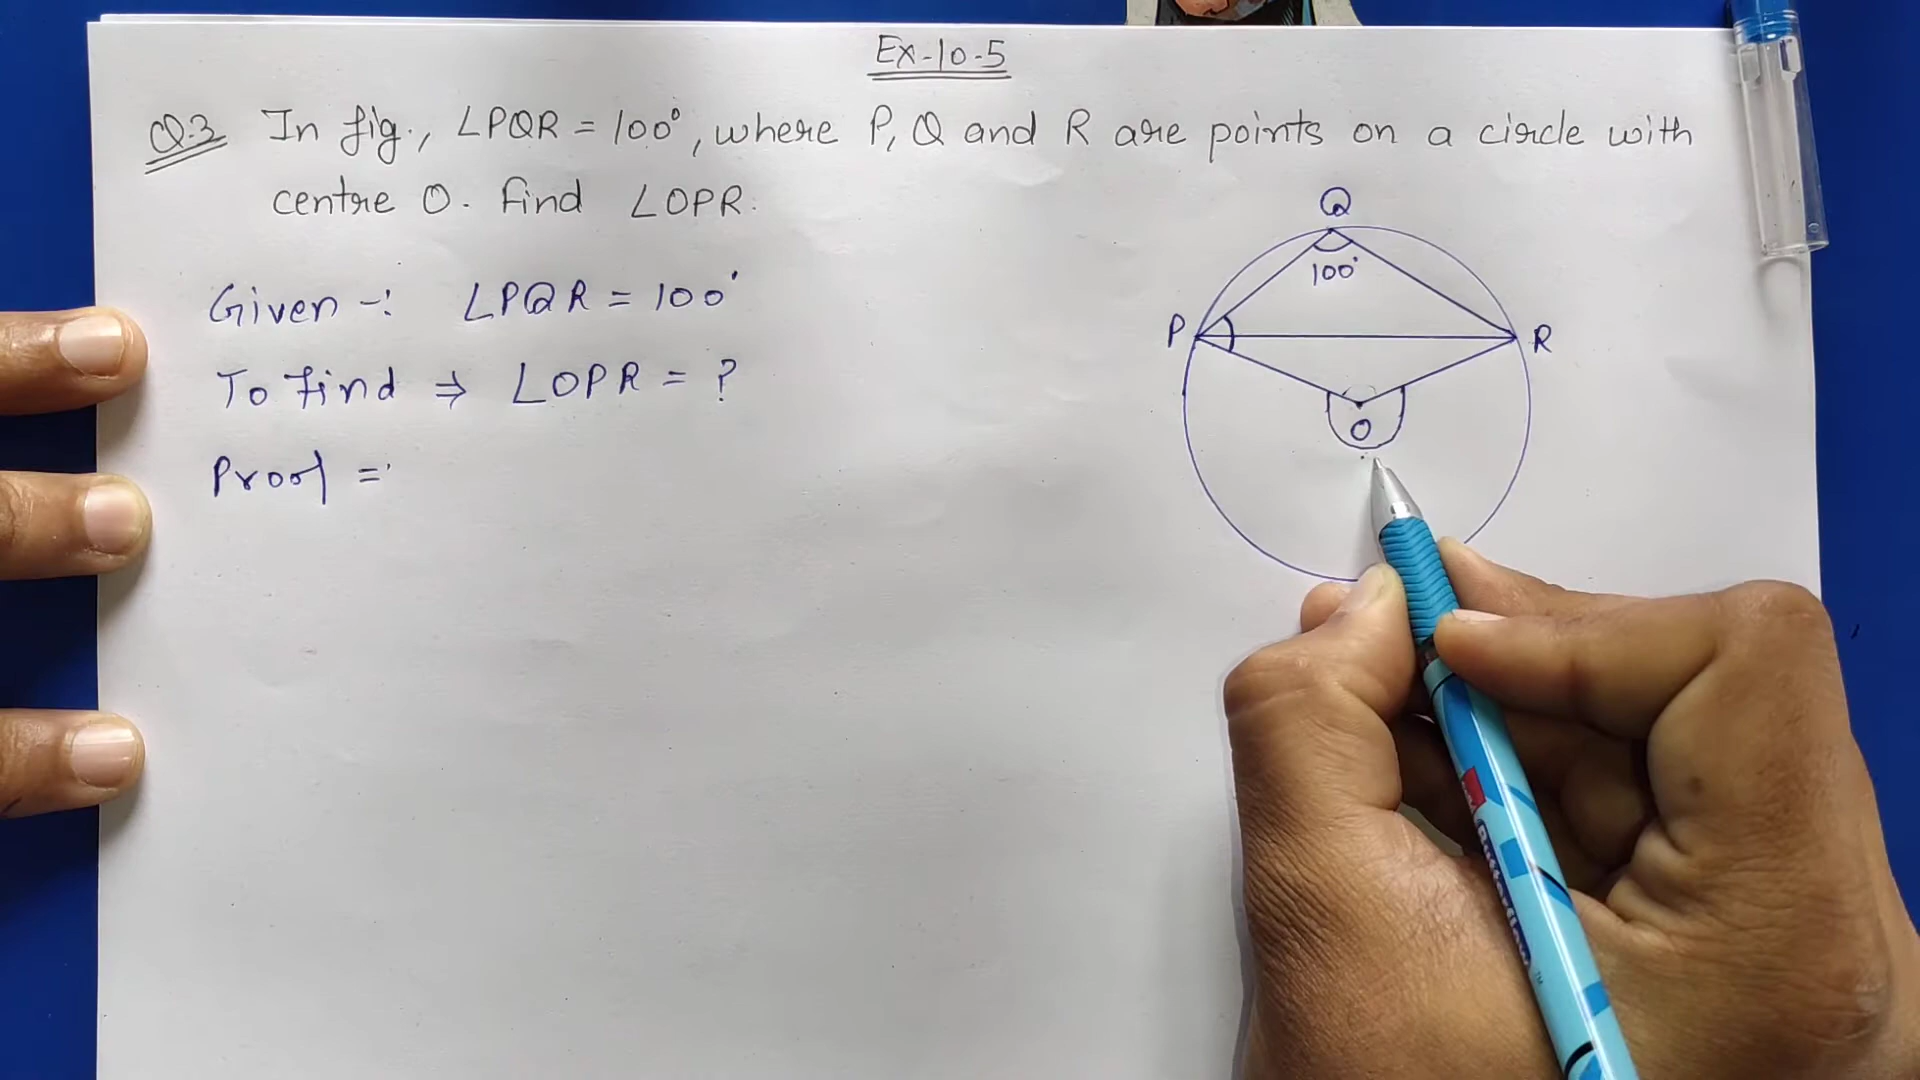 Ex-10.5
Q.3 In fig., ∠PQR = 100°, where P, Q and R are points on a circle with
centre O. Find ∠OPR.
Given -: ∠PQR = 100°
To find ⇒ ∠OPR = ?
Proof =:
Q
100°
P
R
O
Butterflow